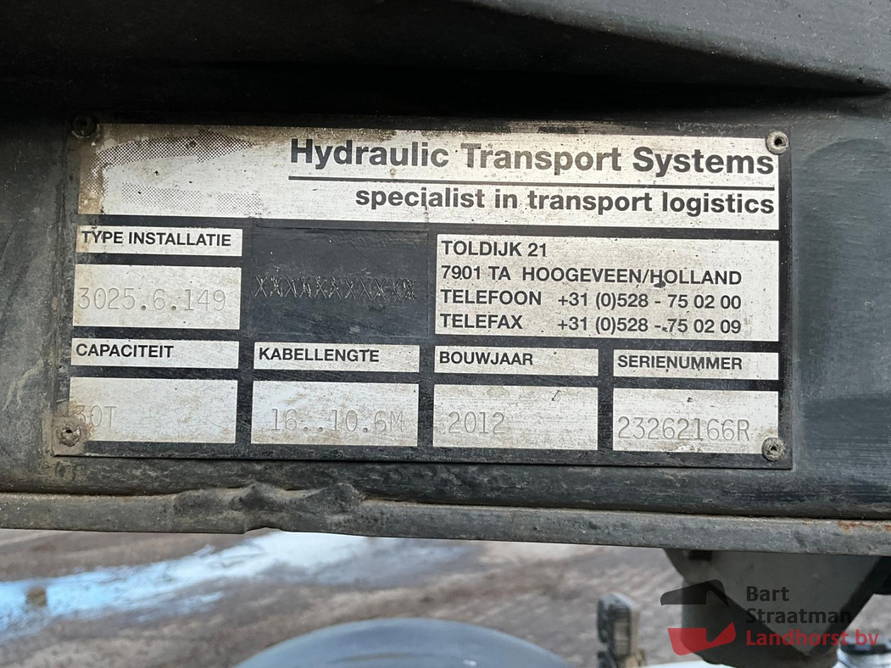 Hydraulic Transport Systems
specialist in transport logistics
TYPE INSTALLATIE
3025.6.149
TOLDIJK 21
7901 TA HOOGEVEEN/HOLLAND
TELEFOON +31 (0)528 - 75 02 00
TELEFAX +31 (0)528 - 75 02 09
CAPACITEIT
30T
KABELLENGTE
16..10.6M
BOUWJAAR
2012
SERIENUMMER
23262166R
Bart
Straatman
Landhorst bv